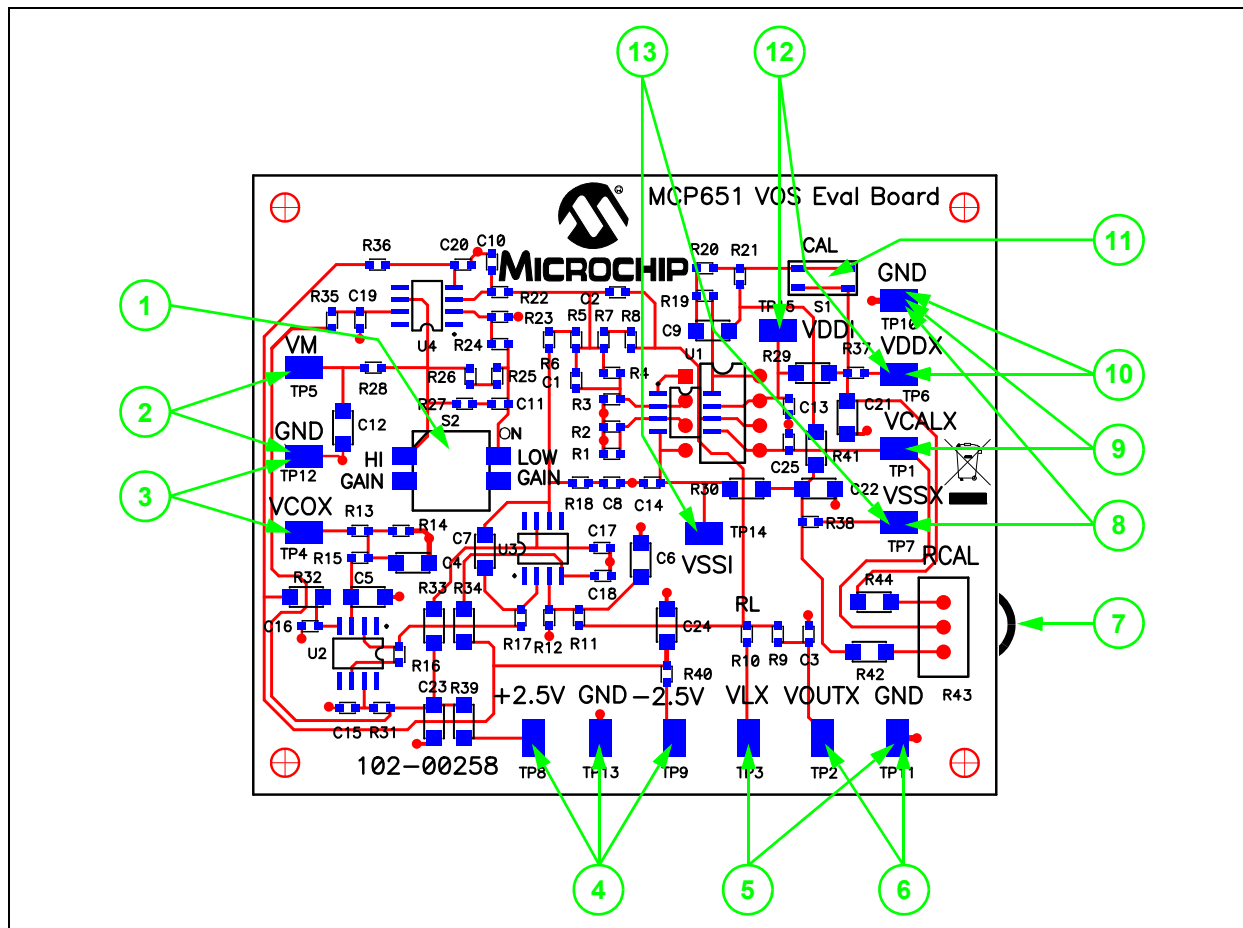 13
12
MCP651 VOS Eval Board
MICROCHIP
®
CAL
11
R36
C20
C10
R20
R21
GND
R35
C19
R22
C2
R19
S1
TP10
1
R23
R5
R7
R8
C9
TP15
VDDI
VDDX
VM
U4
R24
R6
U1
R29
R37
TP5
R28
R26
R25
C1
R4
TP6
10
2
R27
C11
R3
C13
C21
VCALX
C12
S2
ON
R2
GND
HI
GAIN
LOW
GAIN
R1
C25
R41
TP1
9
TP12
3
VCOX
R18
C8
C14
R30
C22
VSSX
8
R13
R14
C7
C17
TP14
R38
TP4
R15
C4
U3
C6
VSSI
TP7
RCAL
R32
C5
R33
R34
C18
R44
C16
R17
R12
R11
C24
RL
7
U2
R16
R10
R9
C3
R42
R40
R43
C23
R39
+2.5V
GND
-2.5V
VLX
VOUTX
GND
C15
R31
102-00258
TP8
TP13
TP9
TP3
TP2
TP11
4
5
6